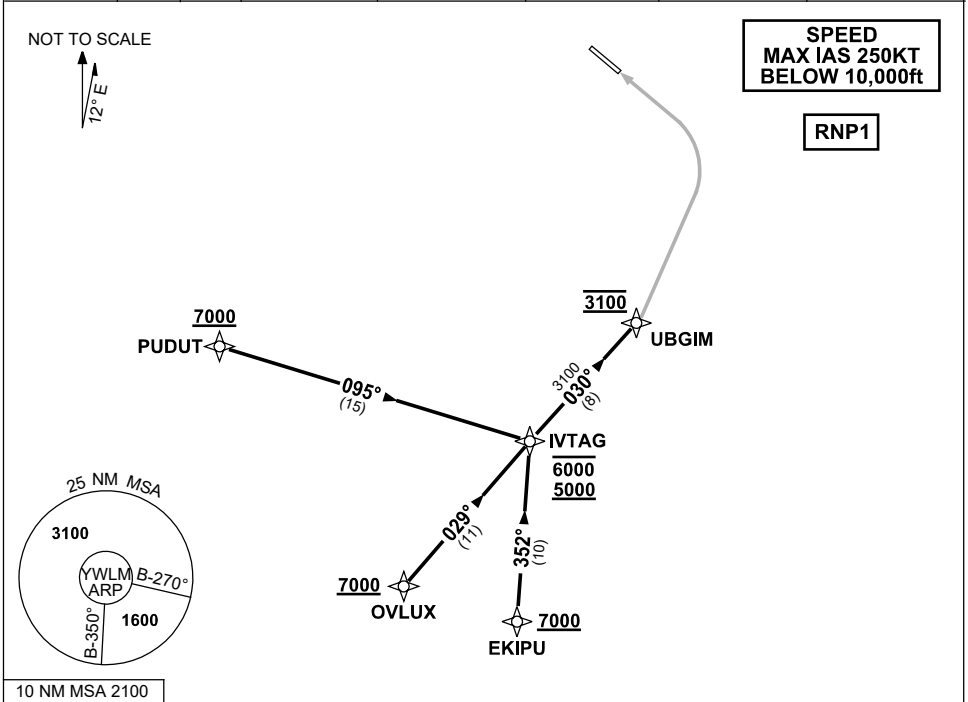 NOT TO SCALE
12° E
SPEED
MAX IAS 250KT
BELOW 10,000ft
RNP1
7000
PUDUT
095°
(15)
3100
UBGIM
3100
030°
(8)
IVTAG
6000
5000
029°
(11)
352°
(10)
7000
OVLUX
7000
EKIPU
25 NM MSA
3100
YWLM
ARP
B-270°
B-350°
1600
10 NM MSA 2100